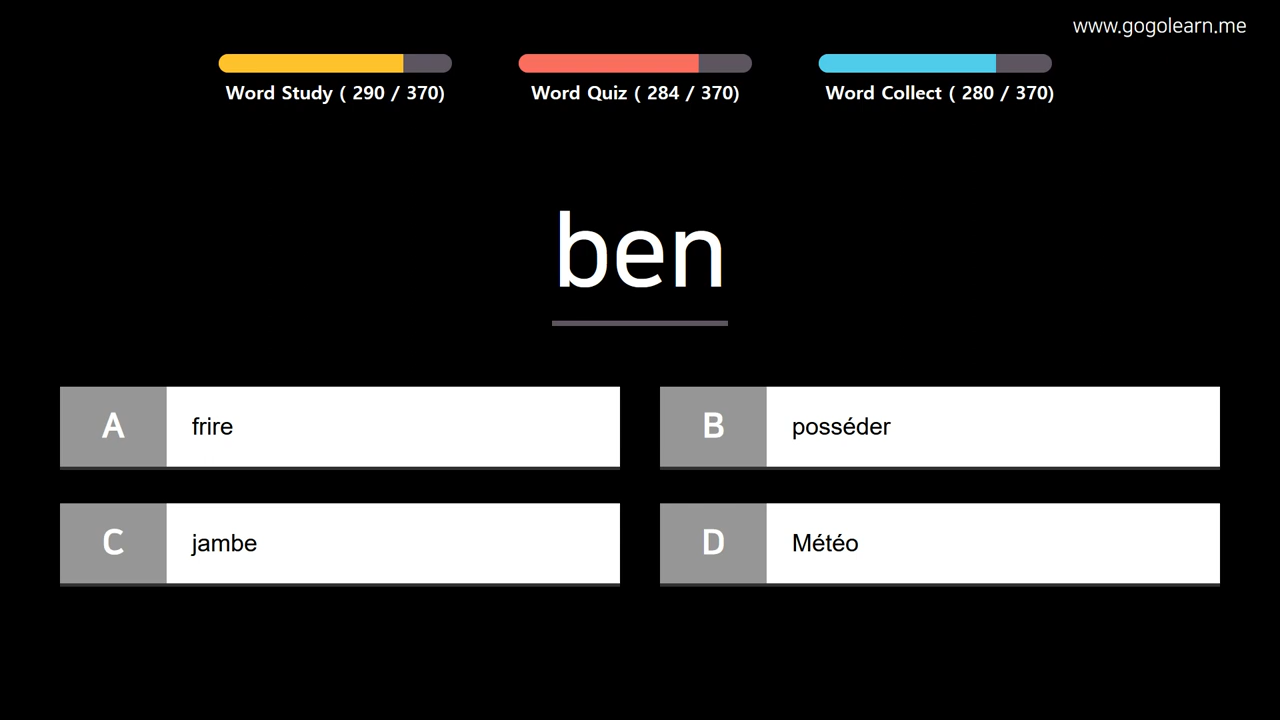 www.gogolearn.me
Word Study ( 290 / 370)
Word Quiz ( 284 / 370)
Word Collect ( 280 / 370)
ben
A frire
B posséder
C jambe
D Météo